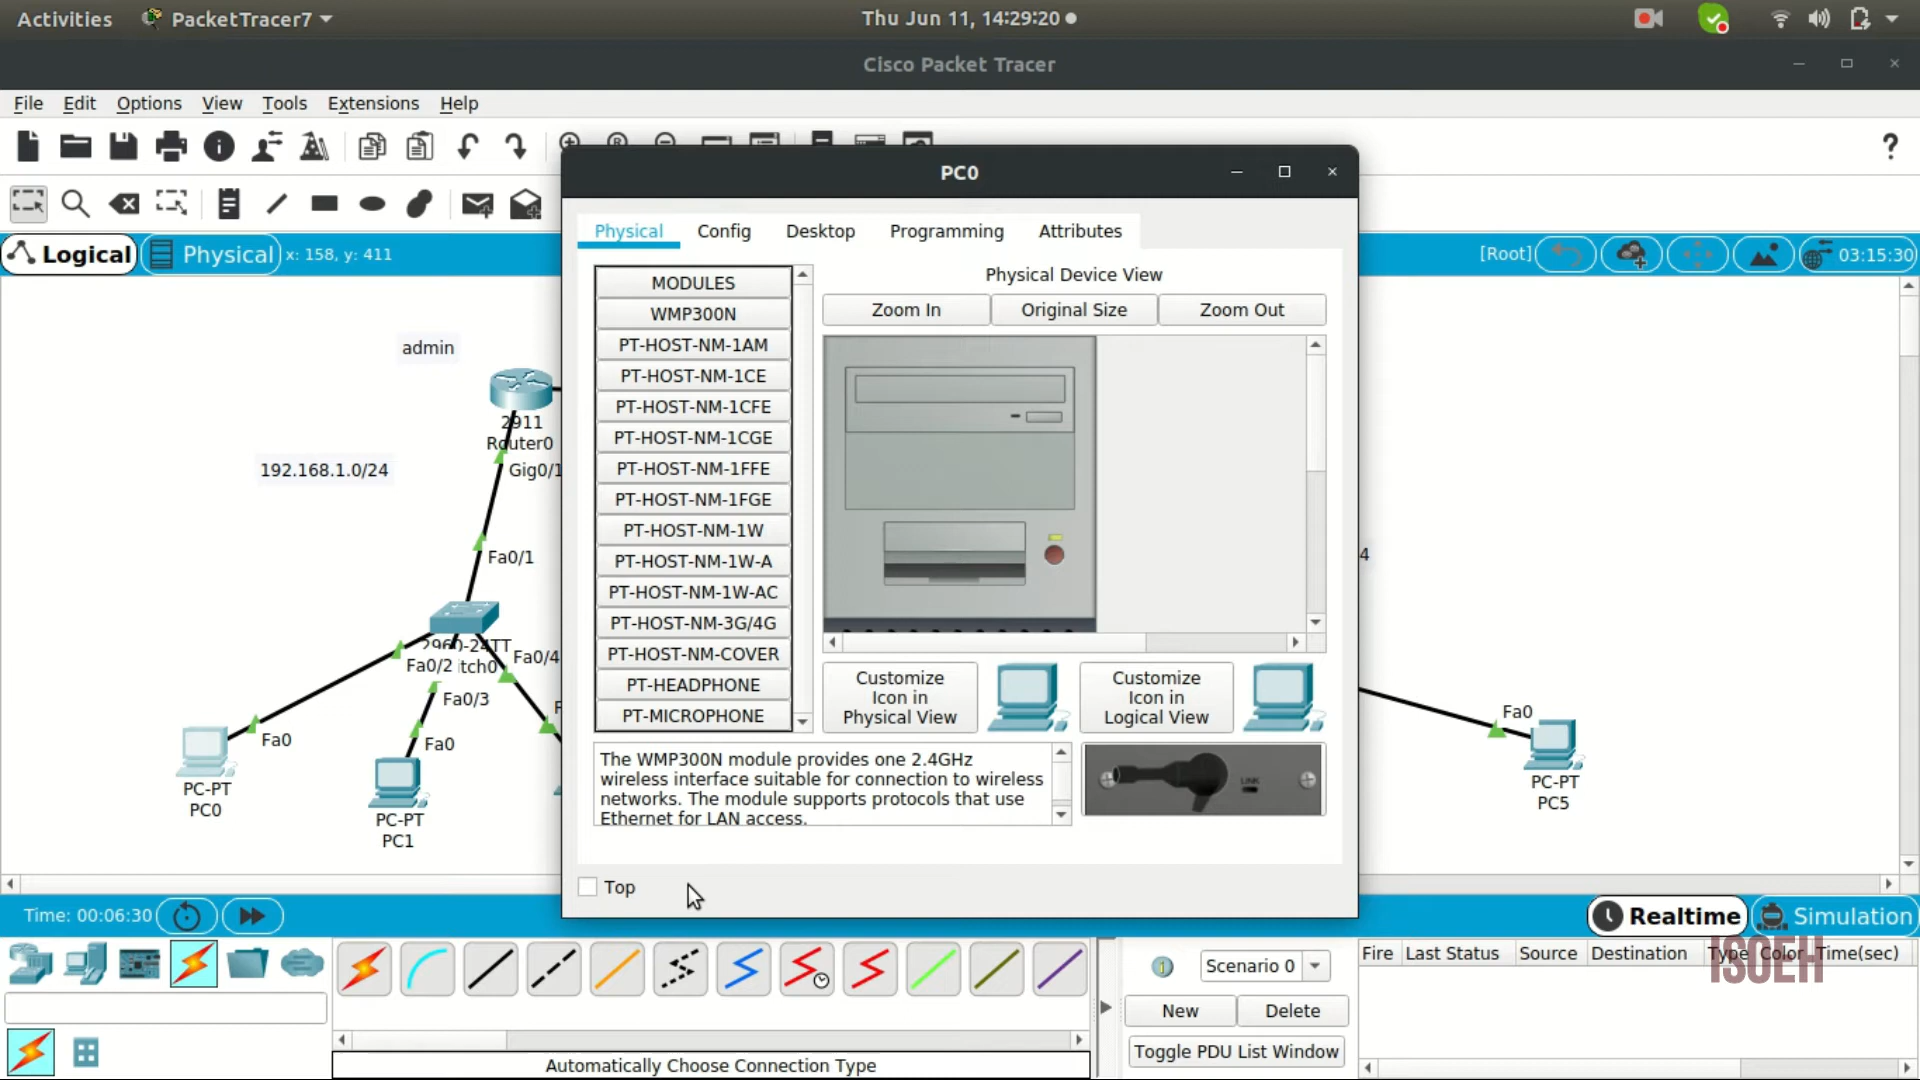 Activities
PacketTracer7
Thu Jun 11, 14:29:20
Cisco Packet Tracer
File Edit Options View Tools Extensions Help
PC0
Logical
Physical
x: 158, y: 411
[Root]
03:15:30
Physical Config Desktop Programming Attributes
MODULES
WMP300N
PT-HOST-NM-1AM
PT-HOST-NM-1CE
PT-HOST-NM-1CFE
PT-HOST-NM-1CGE
PT-HOST-NM-1FFE
PT-HOST-NM-1FGE
PT-HOST-NM-1W
PT-HOST-NM-1W-A
PT-HOST-NM-1W-AC
PT-HOST-NM-3G/4G
PT-HOST-NM-COVER
PT-HEADPHONE
PT-MICROPHONE
Physical Device View
Zoom In
Original Size
Zoom Out
Customize
Icon in
Physical View
Customize
Icon in
Logical View
The WMP300N module provides one 2.4GHz
wireless interface suitable for connection to wireless
networks. The module supports protocols that use
Ethernet for LAN access.
LINK
Top
admin
2911
Router0
Gig0/1
192.168.1.0/24
Fa0/1
2960-24TT
Fa0/2
itch0
Fa0/4
Fa0/3
Fa0
PC-PT
PC0
Fa0
PC-PT
PC1
4
Fa0
PC-PT
PC5
Time: 00:06:30
Realtime
Simulation
Scenario 0
New
Delete
Toggle PDU List Window
Fire Last Status Source Destination Type Color Time(sec)
ISOEH
Automatically Choose Connection Type